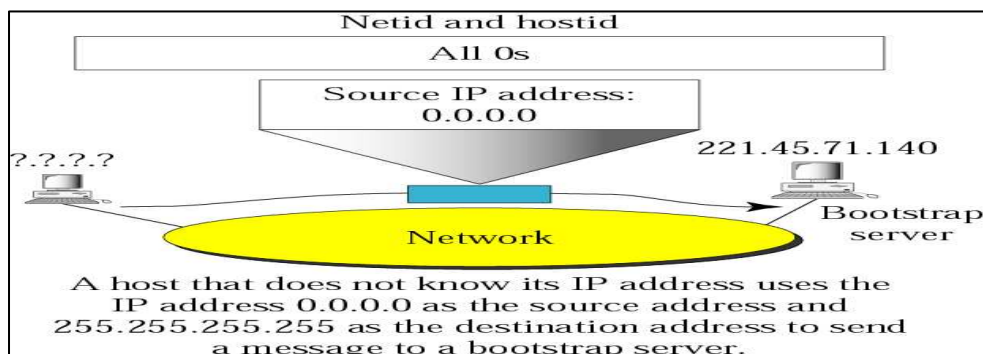 Netid and hostid
All 0s
Source IP address:
0.0.0.0
?.?.?.?
221.45.71.140
Bootstrap
server
Network
A host that does not know its IP address uses the
IP address 0.0.0.0 as the source address and
255.255.255.255 as the destination address to send
a message to a bootstrap server.